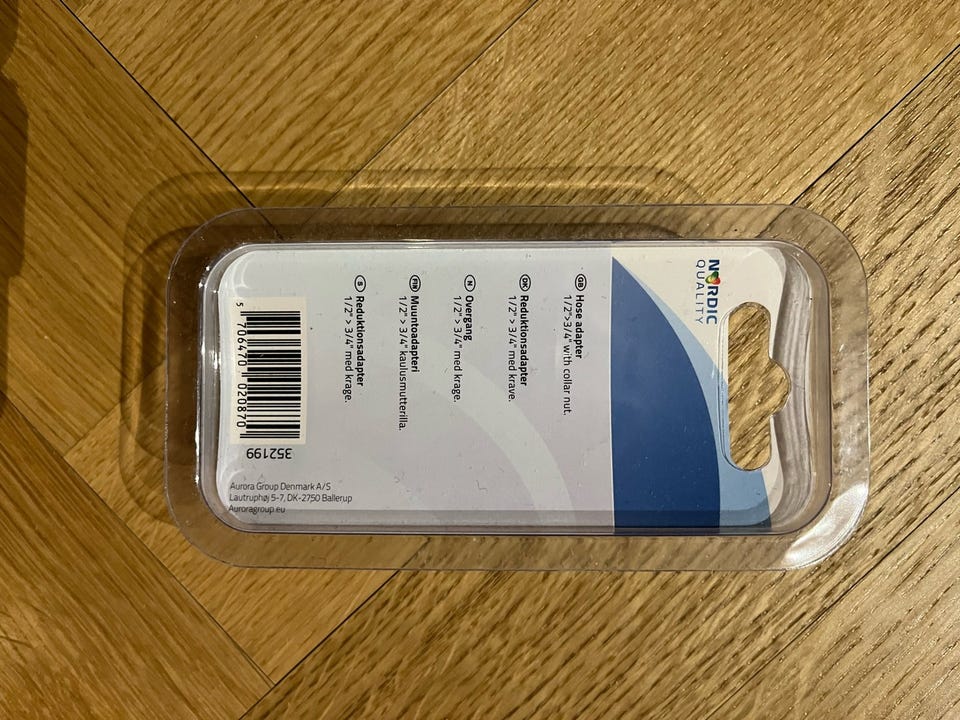 NORDIC
QUALITY
GB Hose adapter
1/2">3/4" with collar nut.
DK Reduktionsadapter
1/2" > 3/4" med krave.
N Overgang
1/2" > 3/4" med krage.
FIN Muuntoadapteri
1/2" > 3/4" kaulusmutterilla.
S Reduktionsadapter
1/2" > 3/4" med krage.
5 706470 020870
352199
Aurora Group Denmark A/S
Lautruphøj 5-7, DK-2750 Ballerup
Auroragroup.eu